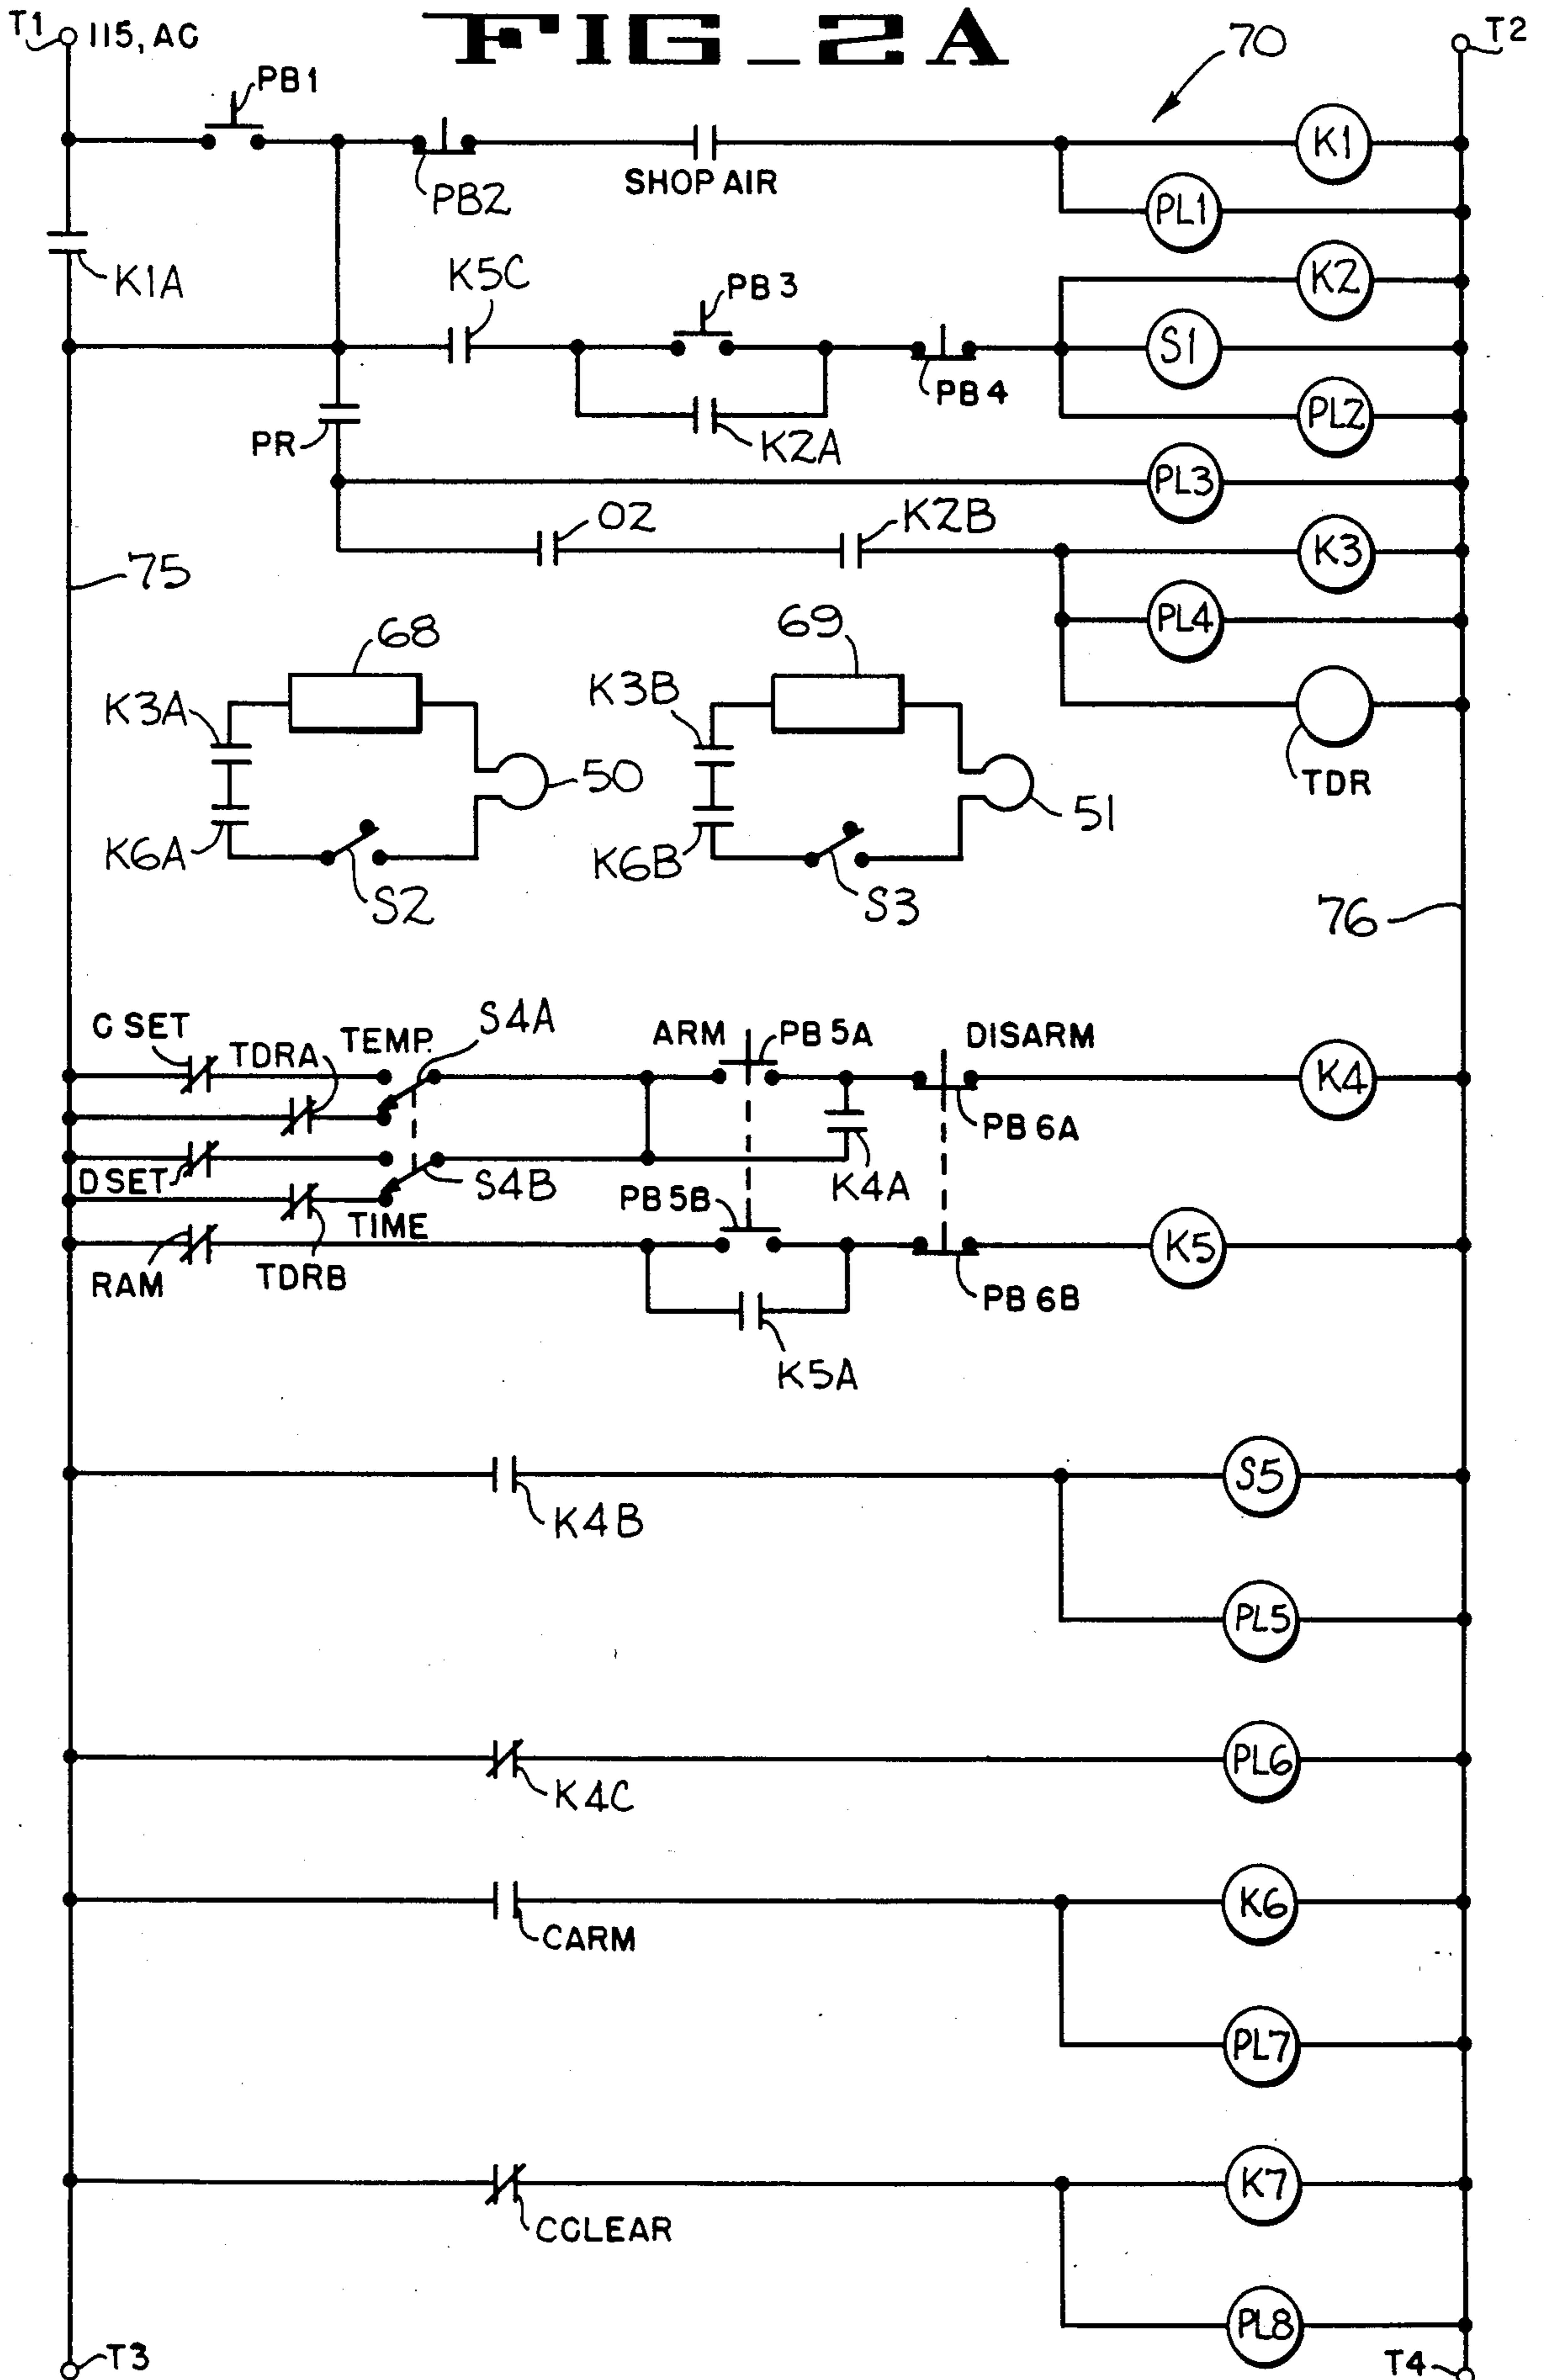 FIG_2A
T1
115, AC
T2
70
PB1
PB2
SHOP AIR
K1
PL1
K1A
K5C
PB3
K2
S1
PB4
PL2
PR
K2A
PL3
O2
K2B
K3
75
PL4
68
69
K3A
K3B
50
51
TDR
K6A
S2
K6B
S3
76
C SET
TDRA
TEMP.
S4A
ARM
PB5A
DISARM
K4
PB6A
D SET
S4B
K4A
PB5B
TIME
RAM
TDRB
K5
PB6B
K5A
S5
K4B
PL5
PL6
K4C
K6
CARM
PL7
K7
CCLEAR
PL8
T3
T4